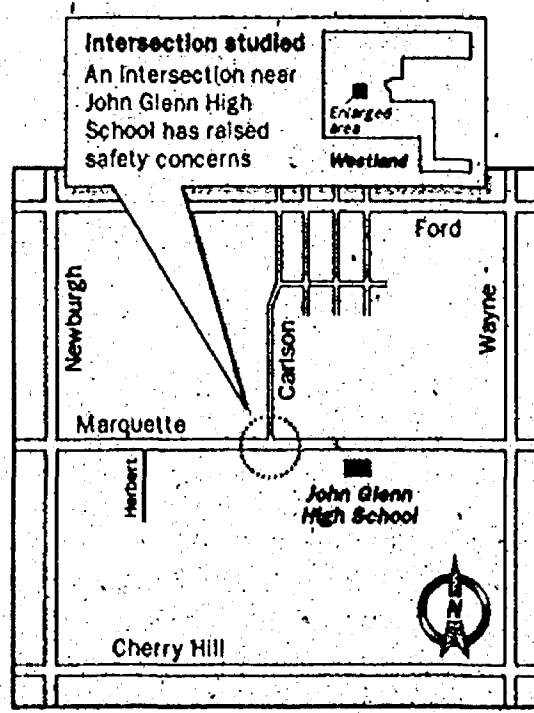 Intersection studied
An intersection near
John Glenn High
School has raised
safety concerns
Enlarged
area
Westland
Ford
Newburgh
Wayne
Carlson
Marquette
Herbert
John Glenn
High School
N
Cherry Hill